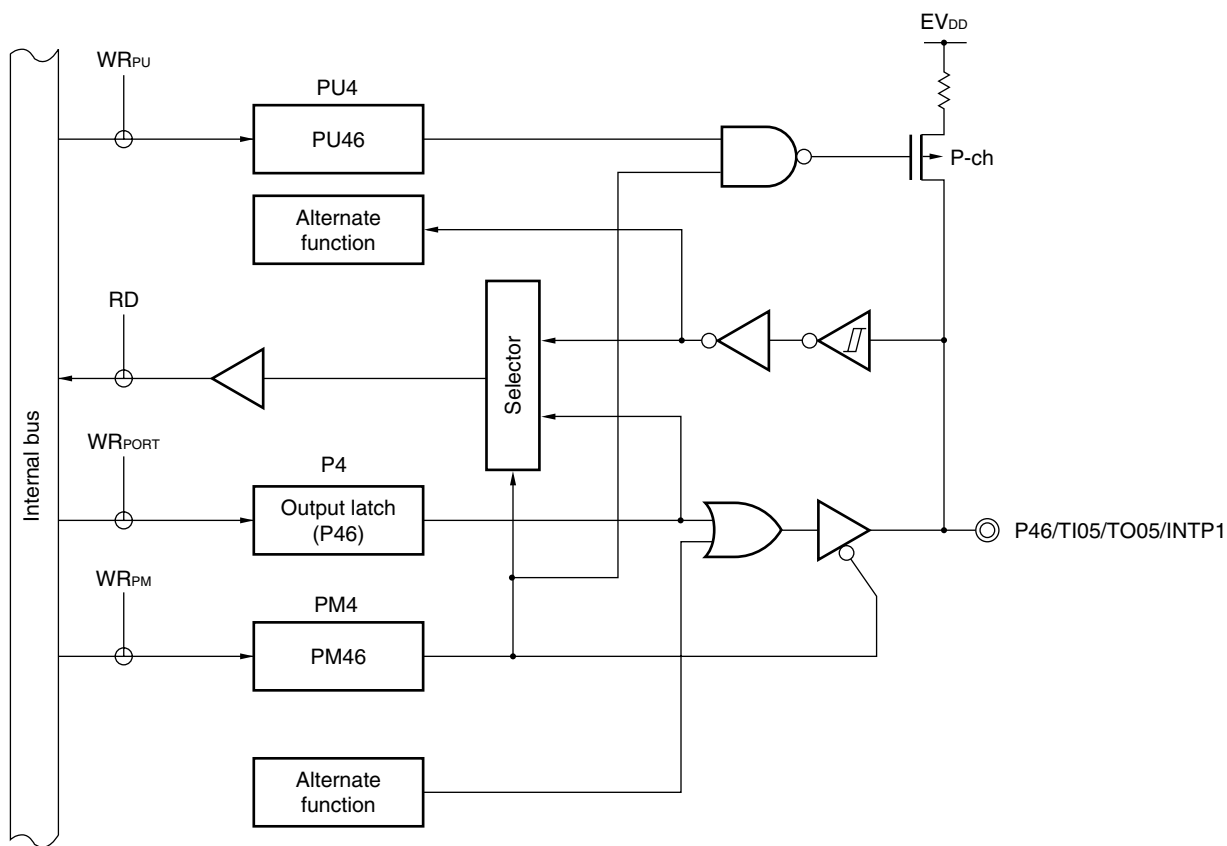 EVDD
WRPU
PU4
PU46
P-ch
Alternate
function
RD
Selector
Internal bus
WRPORT
P4
Output latch
(P46)
P46/TI05/TO05/INTP1
WRPM
PM4
PM46
Alternate
function